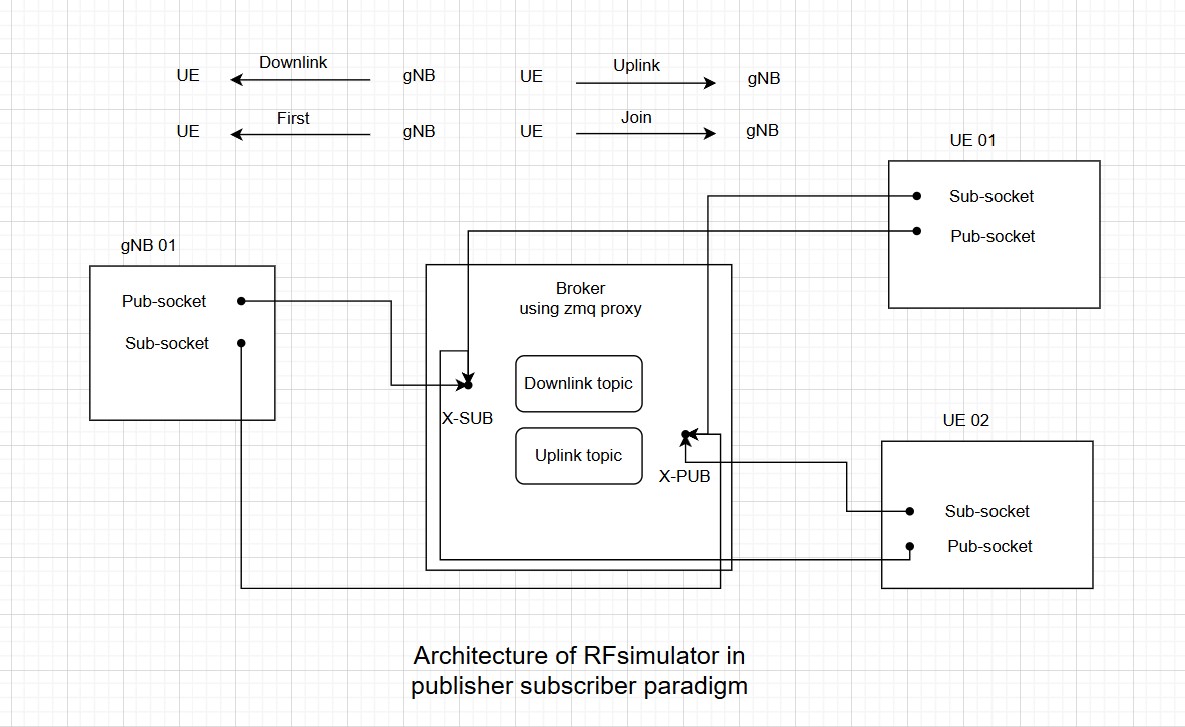 UE Downlink gNB
UE Uplink gNB
UE First gNB
UE Join gNB
UE 01
Sub-socket
Pub-socket
gNB 01
Pub-socket
Sub-socket
Broker
using zmq proxy
Downlink topic
X-SUB
Uplink topic
X-PUB
UE 02
Sub-socket
Pub-socket
Architecture of RFsimulator in
publisher subscriber paradigm